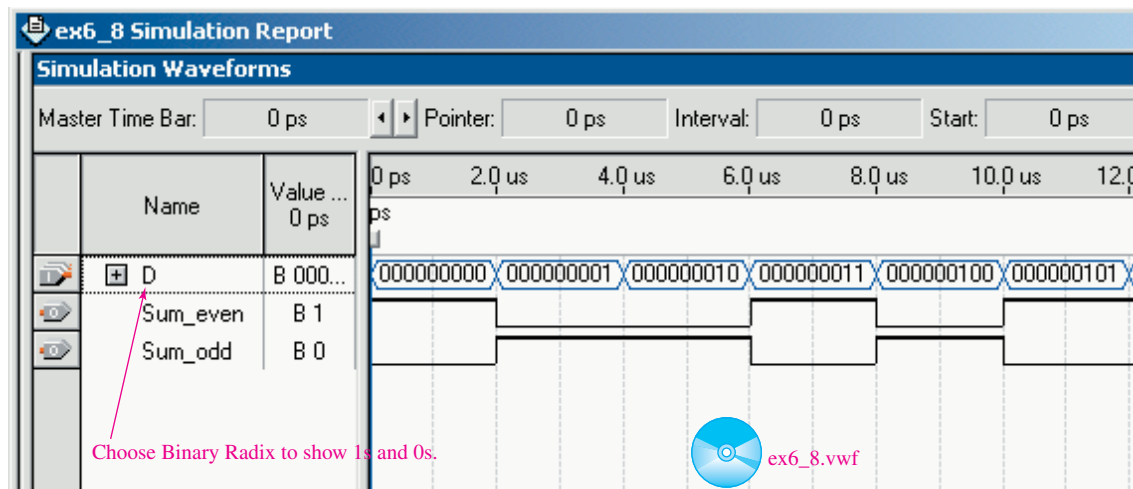 ex6_8 Simulation Report
Simulation Waveforms
Master Time Bar: 0 ps Pointer: 0 ps Interval: 0 ps Start: 0 ps
Name Value ... 0 ps
0 ps 2.0 us 4.0 us 6.0 us 8.0 us 10.0 us 12.0
ps
D B 000... 000000000 000000001 000000010 000000011 000000100 000000101
Sum_even B 1
Sum_odd B 0
Choose Binary Radix to show 1s and 0s.
ex6_8.vwf